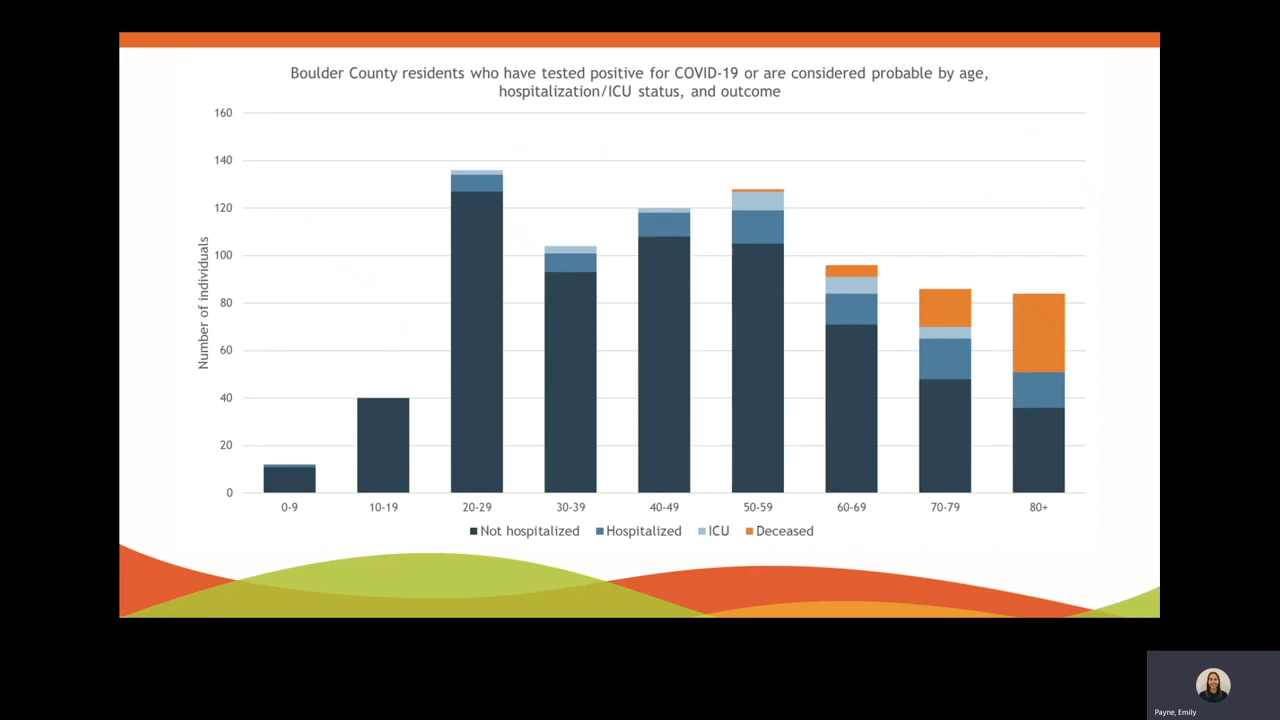 Boulder County residents who have tested positive for COVID-19 or are considered probable by age,
hospitalization/ICU status, and outcome
160
140
120
100
80
60
40
20
0
Number of individuals
0-9 10-19 20-29 30-39 40-49 50-59 60-69 70-79 80+
Not hospitalized Hospitalized ICU Deceased
Payne, Emily